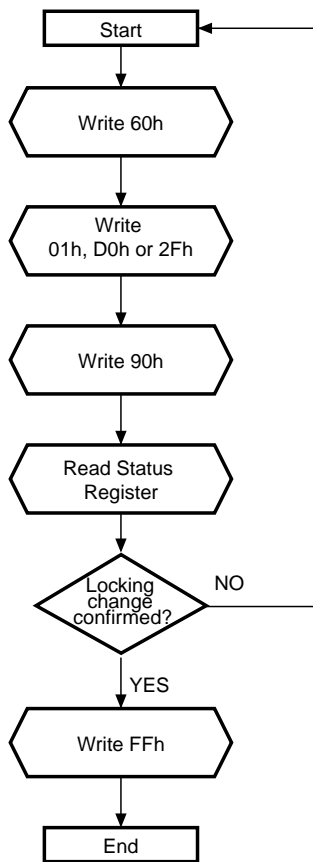 Start
Write 60h
Write
01h, D0h or 2Fh
Write 90h
Read Status
Register
Locking
change
confirmed?
NO
YES
Write FFh
End